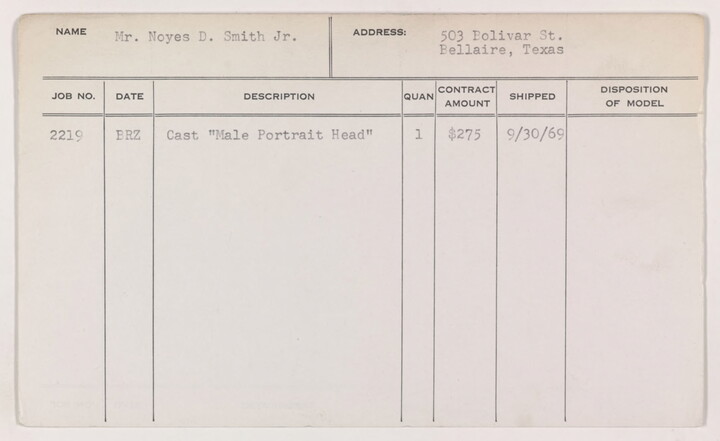 NAME Mr. Noyes D. Smith Jr. ADDRESS: 503 Bolivar St.
Bellaire, Texas
JOB NO. DATE DESCRIPTION QUAN CONTRACT AMOUNT SHIPPED DISPOSITION OF MODEL
2219 BRZ Cast "Male Portrait Head" 1 $275 9/30/69